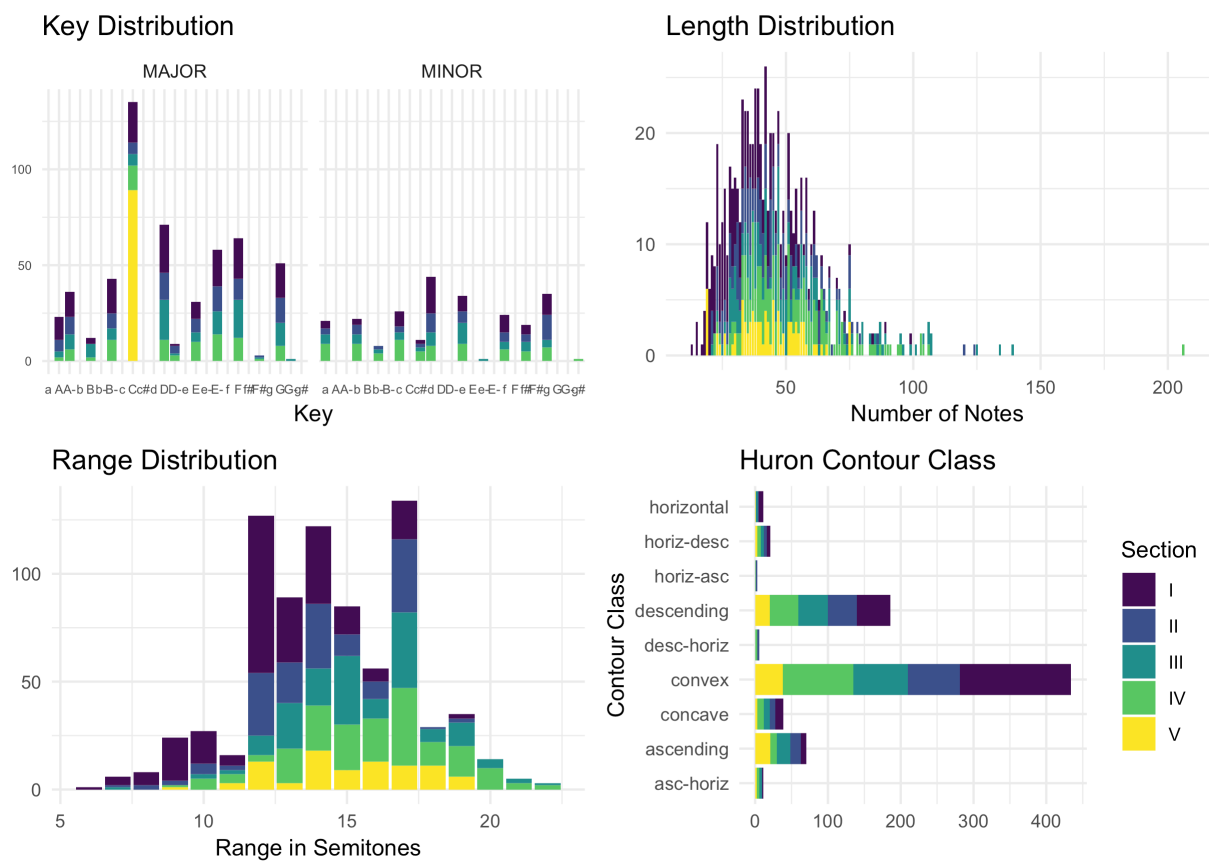 Key Distribution
MAJOR
MINOR
100
50
0
a A A- b B b- B- c C c# d D D- e E e- E- f F f# F# g G G- g#
a A A- b B b- B- c C c# d D D- e E e- E- f F f# F# g G G- g#
Key
Length Distribution
20
10
0
50
100
150
200
Number of Notes
Range Distribution
100
50
0
5
10
15
20
Range in Semitones
Huron Contour Class
Contour Class
horizontal
horiz-desc
horiz-asc
descending
desc-horiz
convex
concave
ascending
asc-horiz
0
100
200
300
400
Section
I
II
III
IV
V